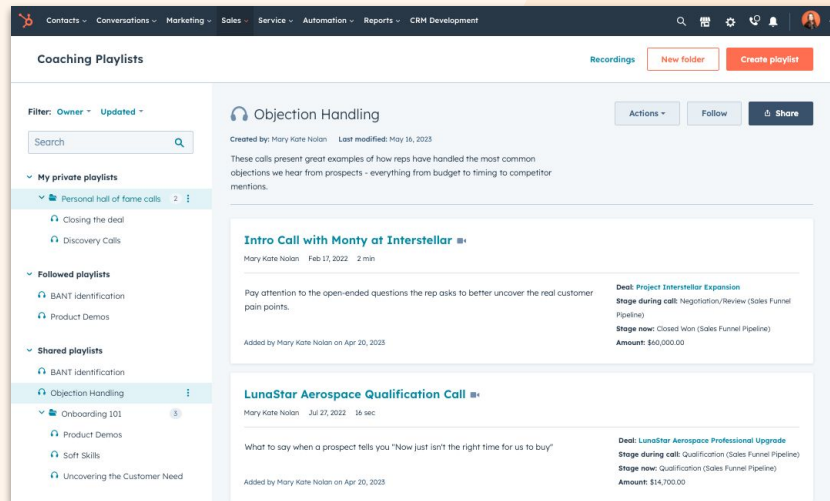 Contacts Conversations Marketing Sales Service Automation Reports CRM Development
Coaching Playlists
Recordings
New folder
Create playlist
Filter: Owner Updated
Search
My private playlists
Personal hall of fame calls 2
Closing the deal
Discovery Calls
Followed playlists
BANT identification
Product Demos
Shared playlists
BANT identification
Objection Handling
Onboarding 101 3
Product Demos
Soft Skills
Uncovering the Customer Need
Objection Handling
Actions
Follow
Share
Created by: Mary Kate Nolan Last modified: May 16, 2023
These calls present great examples of how reps have handled the most common
objections we hear from prospects - everything from budget to timing to competitor
mentions.
Intro Call with Monty at Interstellar
Mary Kate Nolan Feb 17, 2022 2 min
Pay attention to the open-ended questions the rep asks to better uncover the real customer
pain points.
Added by Mary Kate Nolan on Apr 20, 2023
Deal: Project Interstellar Expansion
Stage during call: Negotiation/Review (Sales Funnel
Pipeline)
Stage now: Closed Won (Sales Funnel Pipeline)
Amount: $60,000.00
LunaStar Aerospace Qualification Call
Mary Kate Nolan Jul 27, 2022 16 sec
What to say when a prospect tells you "Now just isn't the right time for us to buy"
Added by Mary Kate Nolan on Apr 20, 2023
Deal: LunaStar Aerospace Professional Upgrade
Stage during call: Qualification (Sales Funnel Pipeline)
Stage now: Qualification (Sales Funnel Pipeline)
Amount: $14,700.00